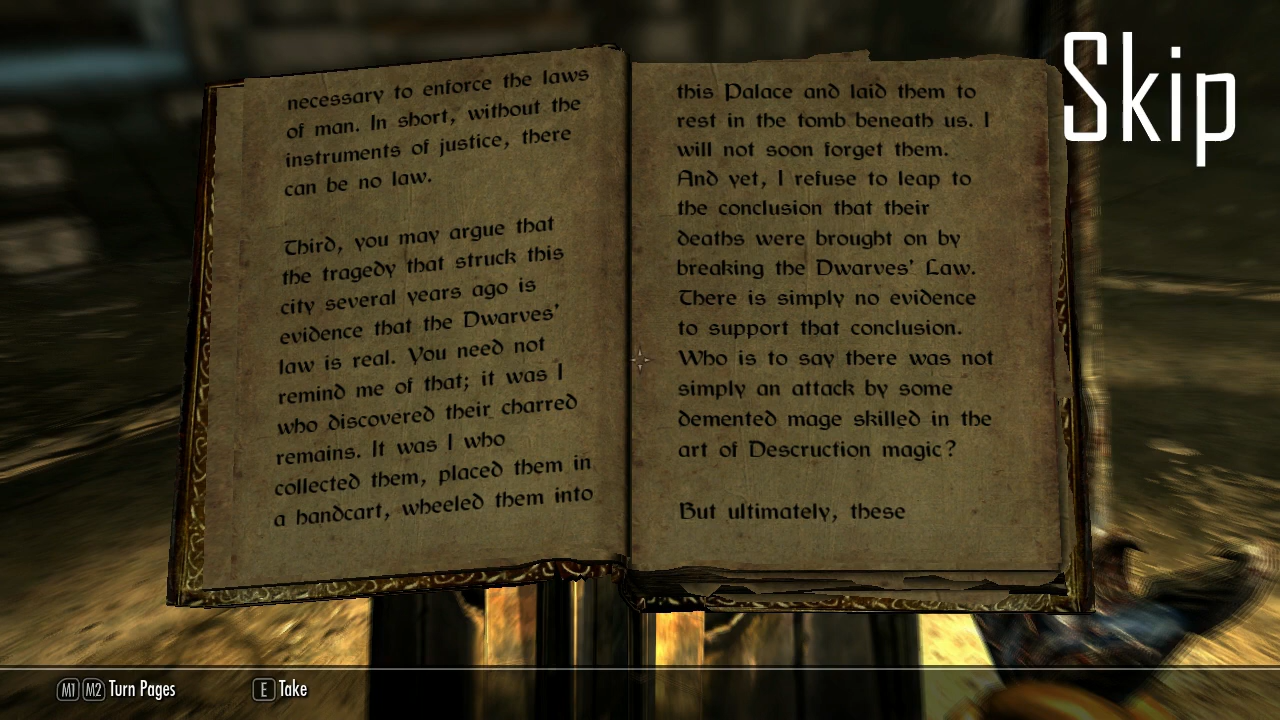 Skip
necessary to enforce the laws
of man. In short, without the
instruments of justice, there
can be no law.
Third, you may argue that
the tragedy that struck this
city several years ago is
evidence that the Dwarves'
law is real. You need not
remind me of that; it was I
who discovered their charred
remains. It was I who
collected them, placed them in
a handcart, wheeled them into
this Palace and laid them to
rest in the tomb beneath us. I
will not soon forget them.
And yet, I refuse to leap to
the conclusion that their
deaths were brought on by
breaking the Dwarves' Law.
There is simply no evidence
to support that conclusion.
Who is to say there was not
simply an attack by some
demented mage skilled in the
art of Descruction magic?
But ultimately, these
M1 M2 Turn Pages
E Take